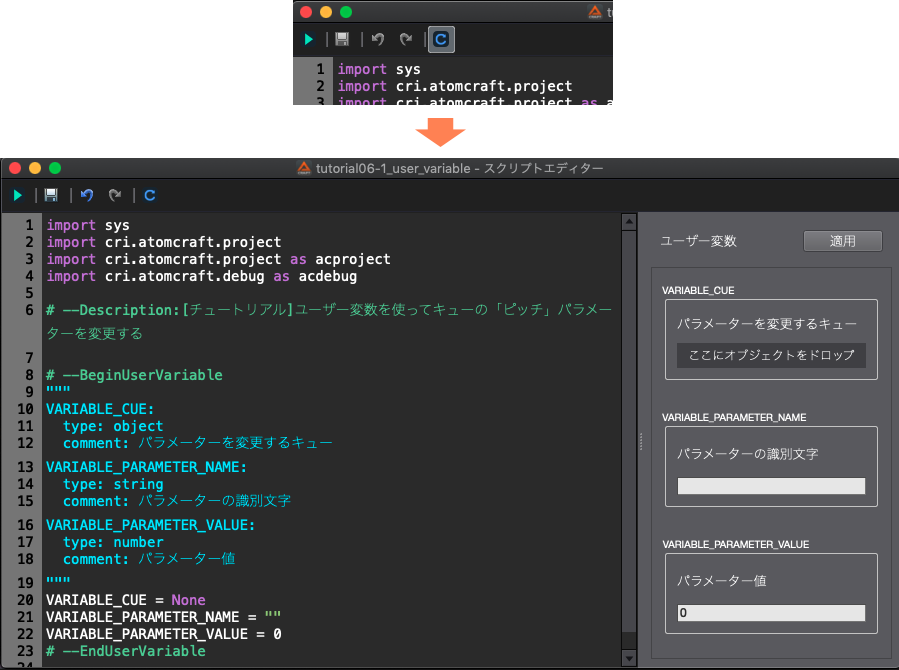 1 import sys
2 import cri.atomcraft.project
3 import cri.atomcraft.project as a
tutorial06-1_user_variable - スクリプトエディター
1 import sys
2 import cri.atomcraft.project
3 import cri.atomcraft.project as acproject
4 import cri.atomcraft.debug as acdebug
5
6 # --Description:[チュートリアル]ユーザー変数を使ってキューの「ピッチ」パラメー
ターを変更する
7
8 # --BeginUserVariable
9 """
10 VARIABLE_CUE:
11 type: object
12 comment: パラメーターを変更するキュー
13 VARIABLE_PARAMETER_NAME:
14 type: string
15 comment: パラメーターの識別文字
16 VARIABLE_PARAMETER_VALUE:
17 type: number
18 comment: パラメーター値
19 """
20 VARIABLE_CUE = None
21 VARIABLE_PARAMETER_NAME = ""
22 VARIABLE_PARAMETER_VALUE = 0
23 # --EndUserVariable
24
ユーザー変数
適用
VARIABLE_CUE
パラメーターを変更するキュー
ここにオブジェクトをドロップ
VARIABLE_PARAMETER_NAME
パラメーターの識別文字
VARIABLE_PARAMETER_VALUE
パラメーター値
0